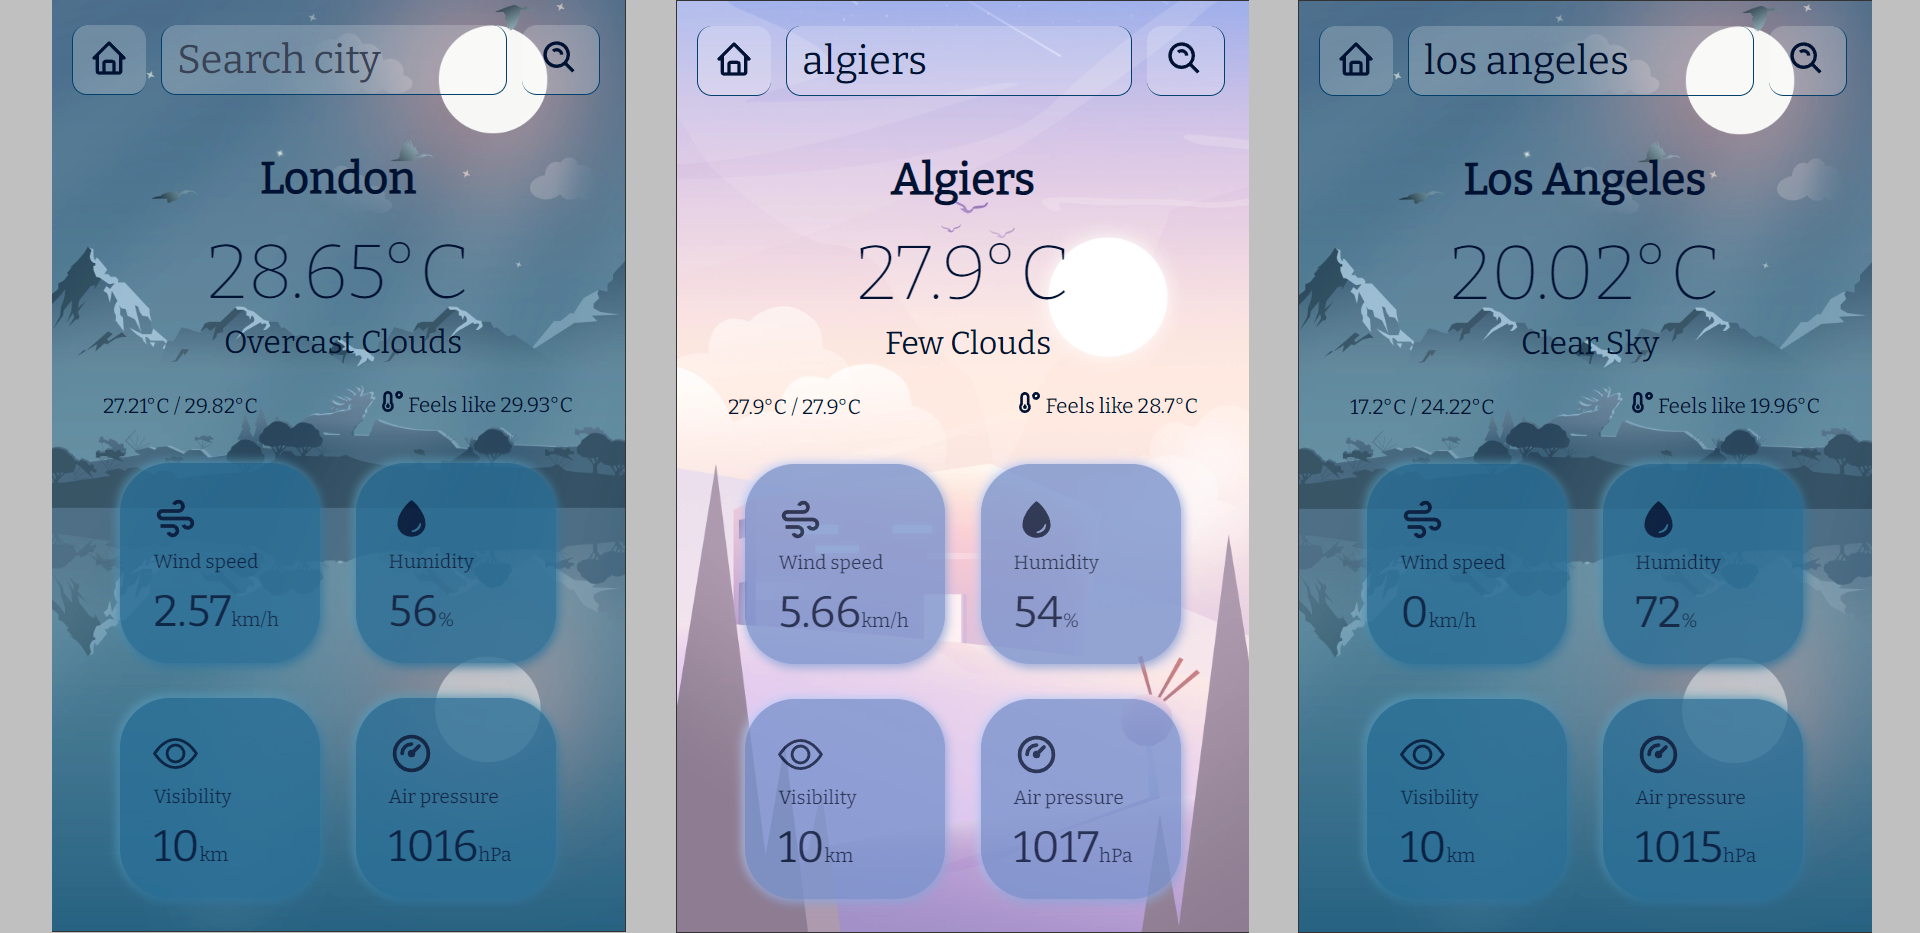 Search city
London
28.65°C
Overcast Clouds
27.21°C / 29.82°C
Feels like 29.93°C
Wind speed
2.57km/h
Humidity
56%
Visibility
10km
Air pressure
1016hPa
algiers
Algiers
27.9°C
Few Clouds
27.9°C / 27.9°C
Feels like 28.7°C
Wind speed
5.66km/h
Humidity
54%
Visibility
10km
Air pressure
1017hPa
los angeles
Los Angeles
20.02°C
Clear Sky
17.2°C / 24.22°C
Feels like 19.96°C
Wind speed
0km/h
Humidity
72%
Visibility
10km
Air pressure
1015hPa